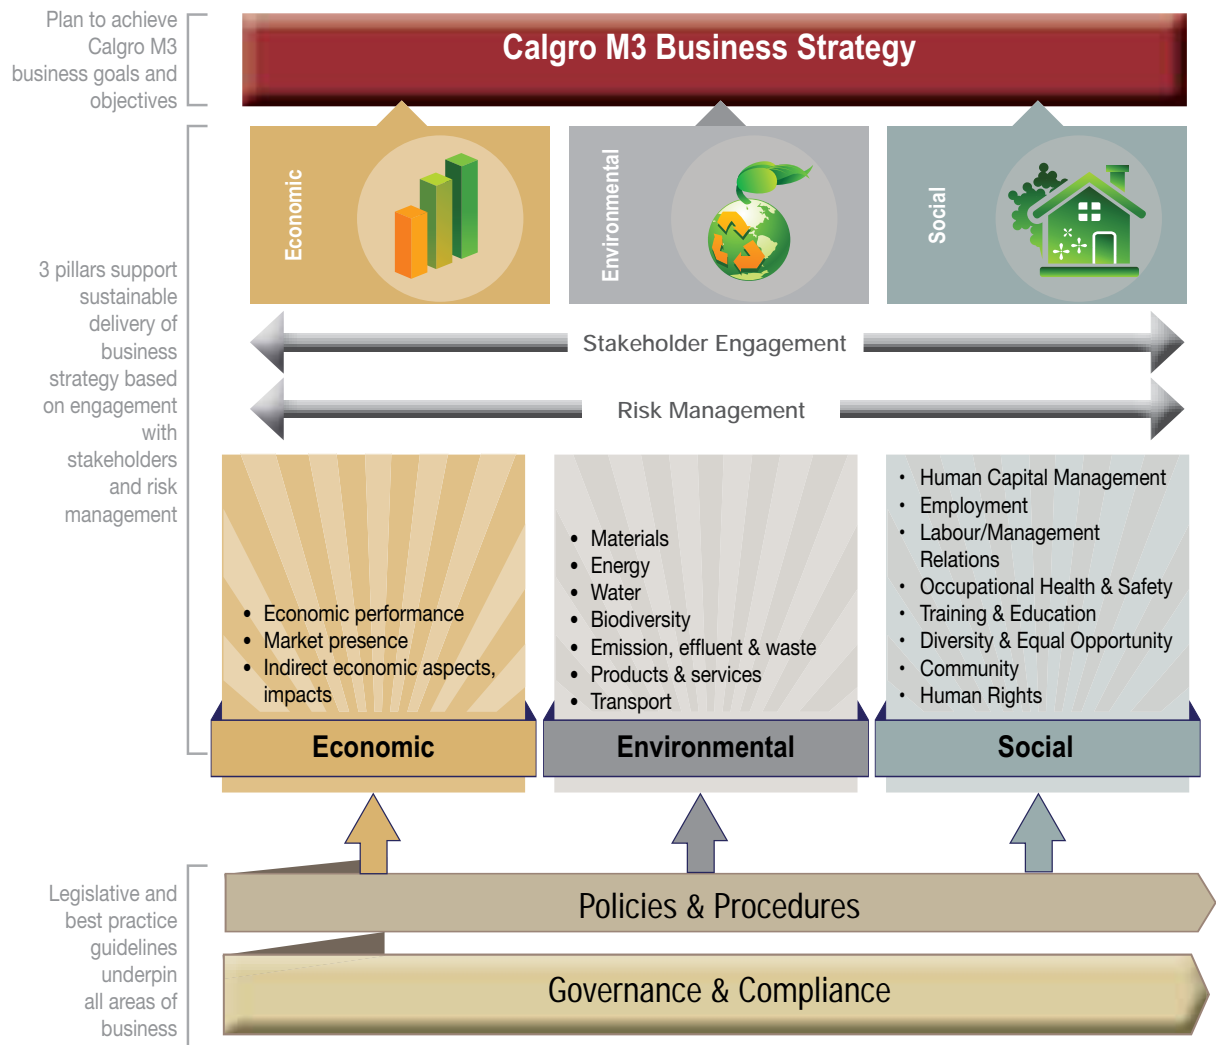 Plan to achieve
Calgro M3
business goals and
objectives
Calgro M3 Business Strategy
Economic
Environmental
Social
3 pillars support
sustainable
delivery of
business
strategy based
on engagement
with
stakeholders
and risk
management
Stakeholder Engagement
Risk Management
• Economic performance
• Market presence
• Indirect economic aspects,
impacts
Economic
• Materials
• Energy
• Water
• Biodiversity
• Emission, effluent & waste
• Products & services
• Transport
Environmental
• Human Capital Management
• Employment
• Labour/Management
Relations
• Occupational Health & Safety
• Training & Education
• Diversity & Equal Opportunity
• Community
• Human Rights
Social
Legislative and
best practice
guidelines
underpin
all areas of
business
Policies & Procedures
Governance & Compliance